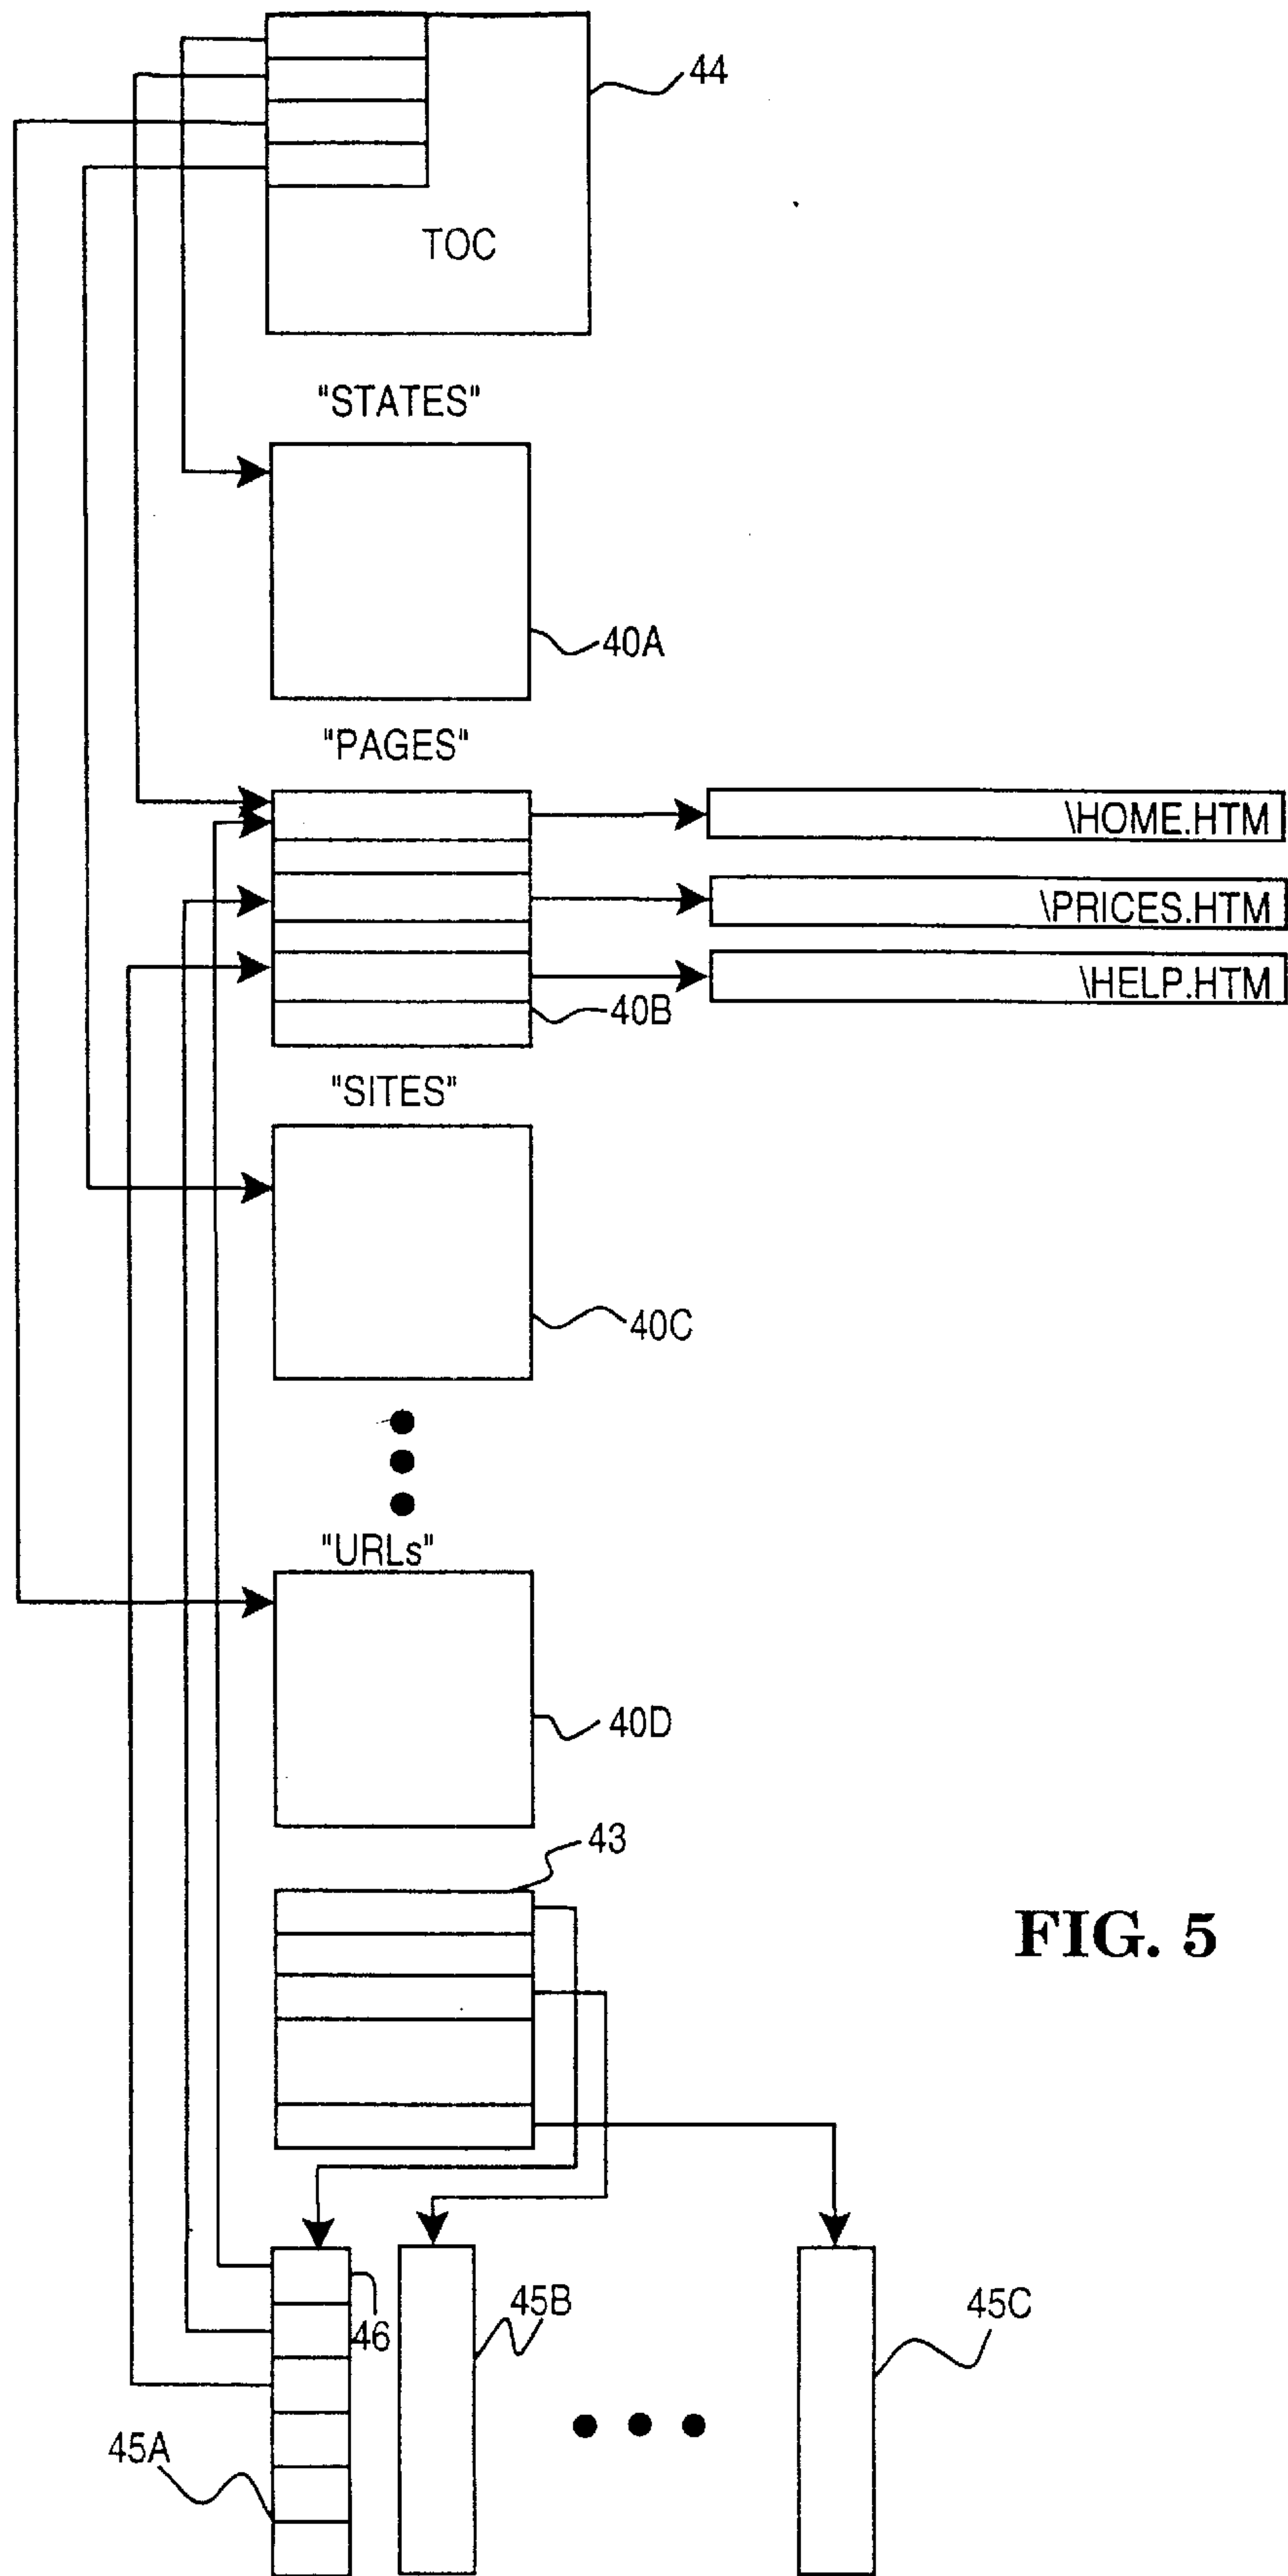 44
TOC
"STATES"
40A
"PAGES"
\HOME.HTM
\PRICES.HTM
\HELP.HTM
40B
"SITES"
40C
"URLs"
40D
43
FIG. 5
46
45B
45C
45A